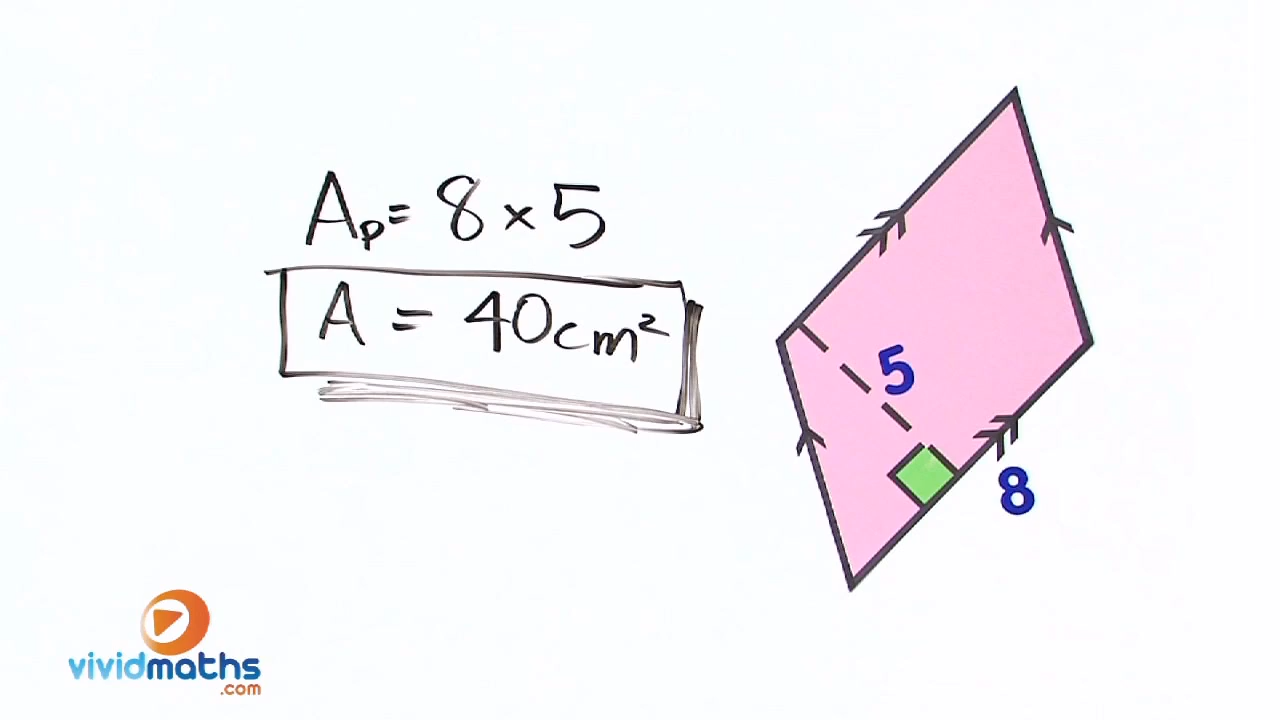 Aₚ = 8 × 5
A = 40cm²
5
8
vividmaths
.com